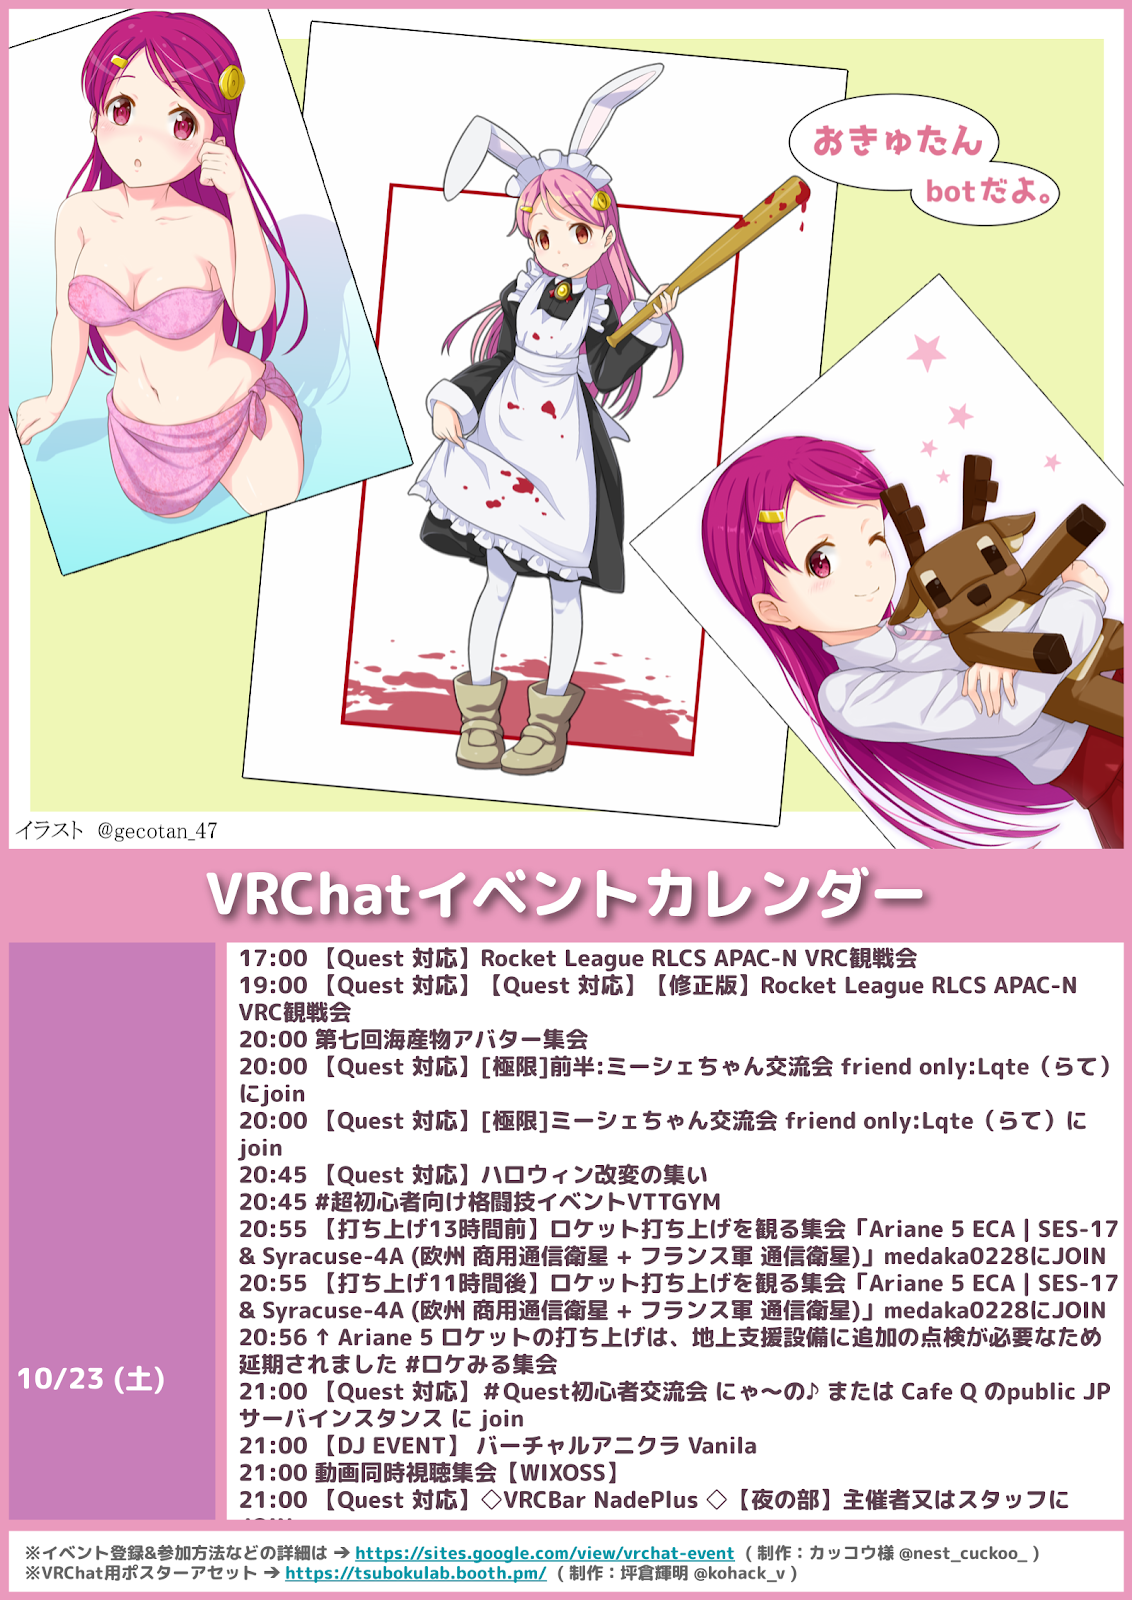 おきゅたん
botだよ。
イラスト @gecotan_47
VRChatイベントカレンダー
10/23 (土)
17:00 【Quest 対応】Rocket League RLCS APAC-N VRC観戦会
19:00 【Quest 対応】【Quest 対応】【修正版】Rocket League RLCS APAC-N
VRC観戦会
20:00 第七回海産物アバター集会
20:00 【Quest 対応】[極限]前半:ミーシェちゃん交流会 friend only:Lqte（らて）
にjoin
20:00 【Quest 対応】[極限]ミーシェちゃん交流会 friend only:Lqte（らて）に
join
20:45 【Quest 対応】ハロウィン改変の集い
20:45 #超初心者向け格闘技イベントVTTGYM
20:55 【打ち上げ13時間前】ロケット打ち上げを観る集会「Ariane 5 ECA | SES-17
& Syracuse-4A (欧州 商用通信衛星 + フランス軍 通信衛星)」medaka0228にJOIN
20:55 【打ち上げ11時間後】ロケット打ち上げを観る集会「Ariane 5 ECA | SES-17
& Syracuse-4A (欧州 商用通信衛星 + フランス軍 通信衛星)」medaka0228にJOIN
20:56 ↑ Ariane 5 ロケットの打ち上げは、地上支援設備に追加の点検が必要なため
延期されました #ロケみる集会
21:00 【Quest 対応】＃Quest初心者交流会 にゃ〜の♪ または Cafe Q のpublic JP
サーバインスタンス に join
21:00 【DJ EVENT】 バーチャルアニクラ Vanila
21:00 動画同時視聴集会【WIXOSS】
21:00 【Quest 対応】◇VRCBar NadePlus ◇【夜の部】主催者又はスタッフに
※イベント登録&参加方法などの詳細は → https://sites.google.com/view/vrchat-event ( 制作：カッコウ様 @nest_cuckoo_ )
※VRChat用ポスターアセット → https://tsubokulab.booth.pm/ ( 制作：坪倉輝明 @kohack_v )